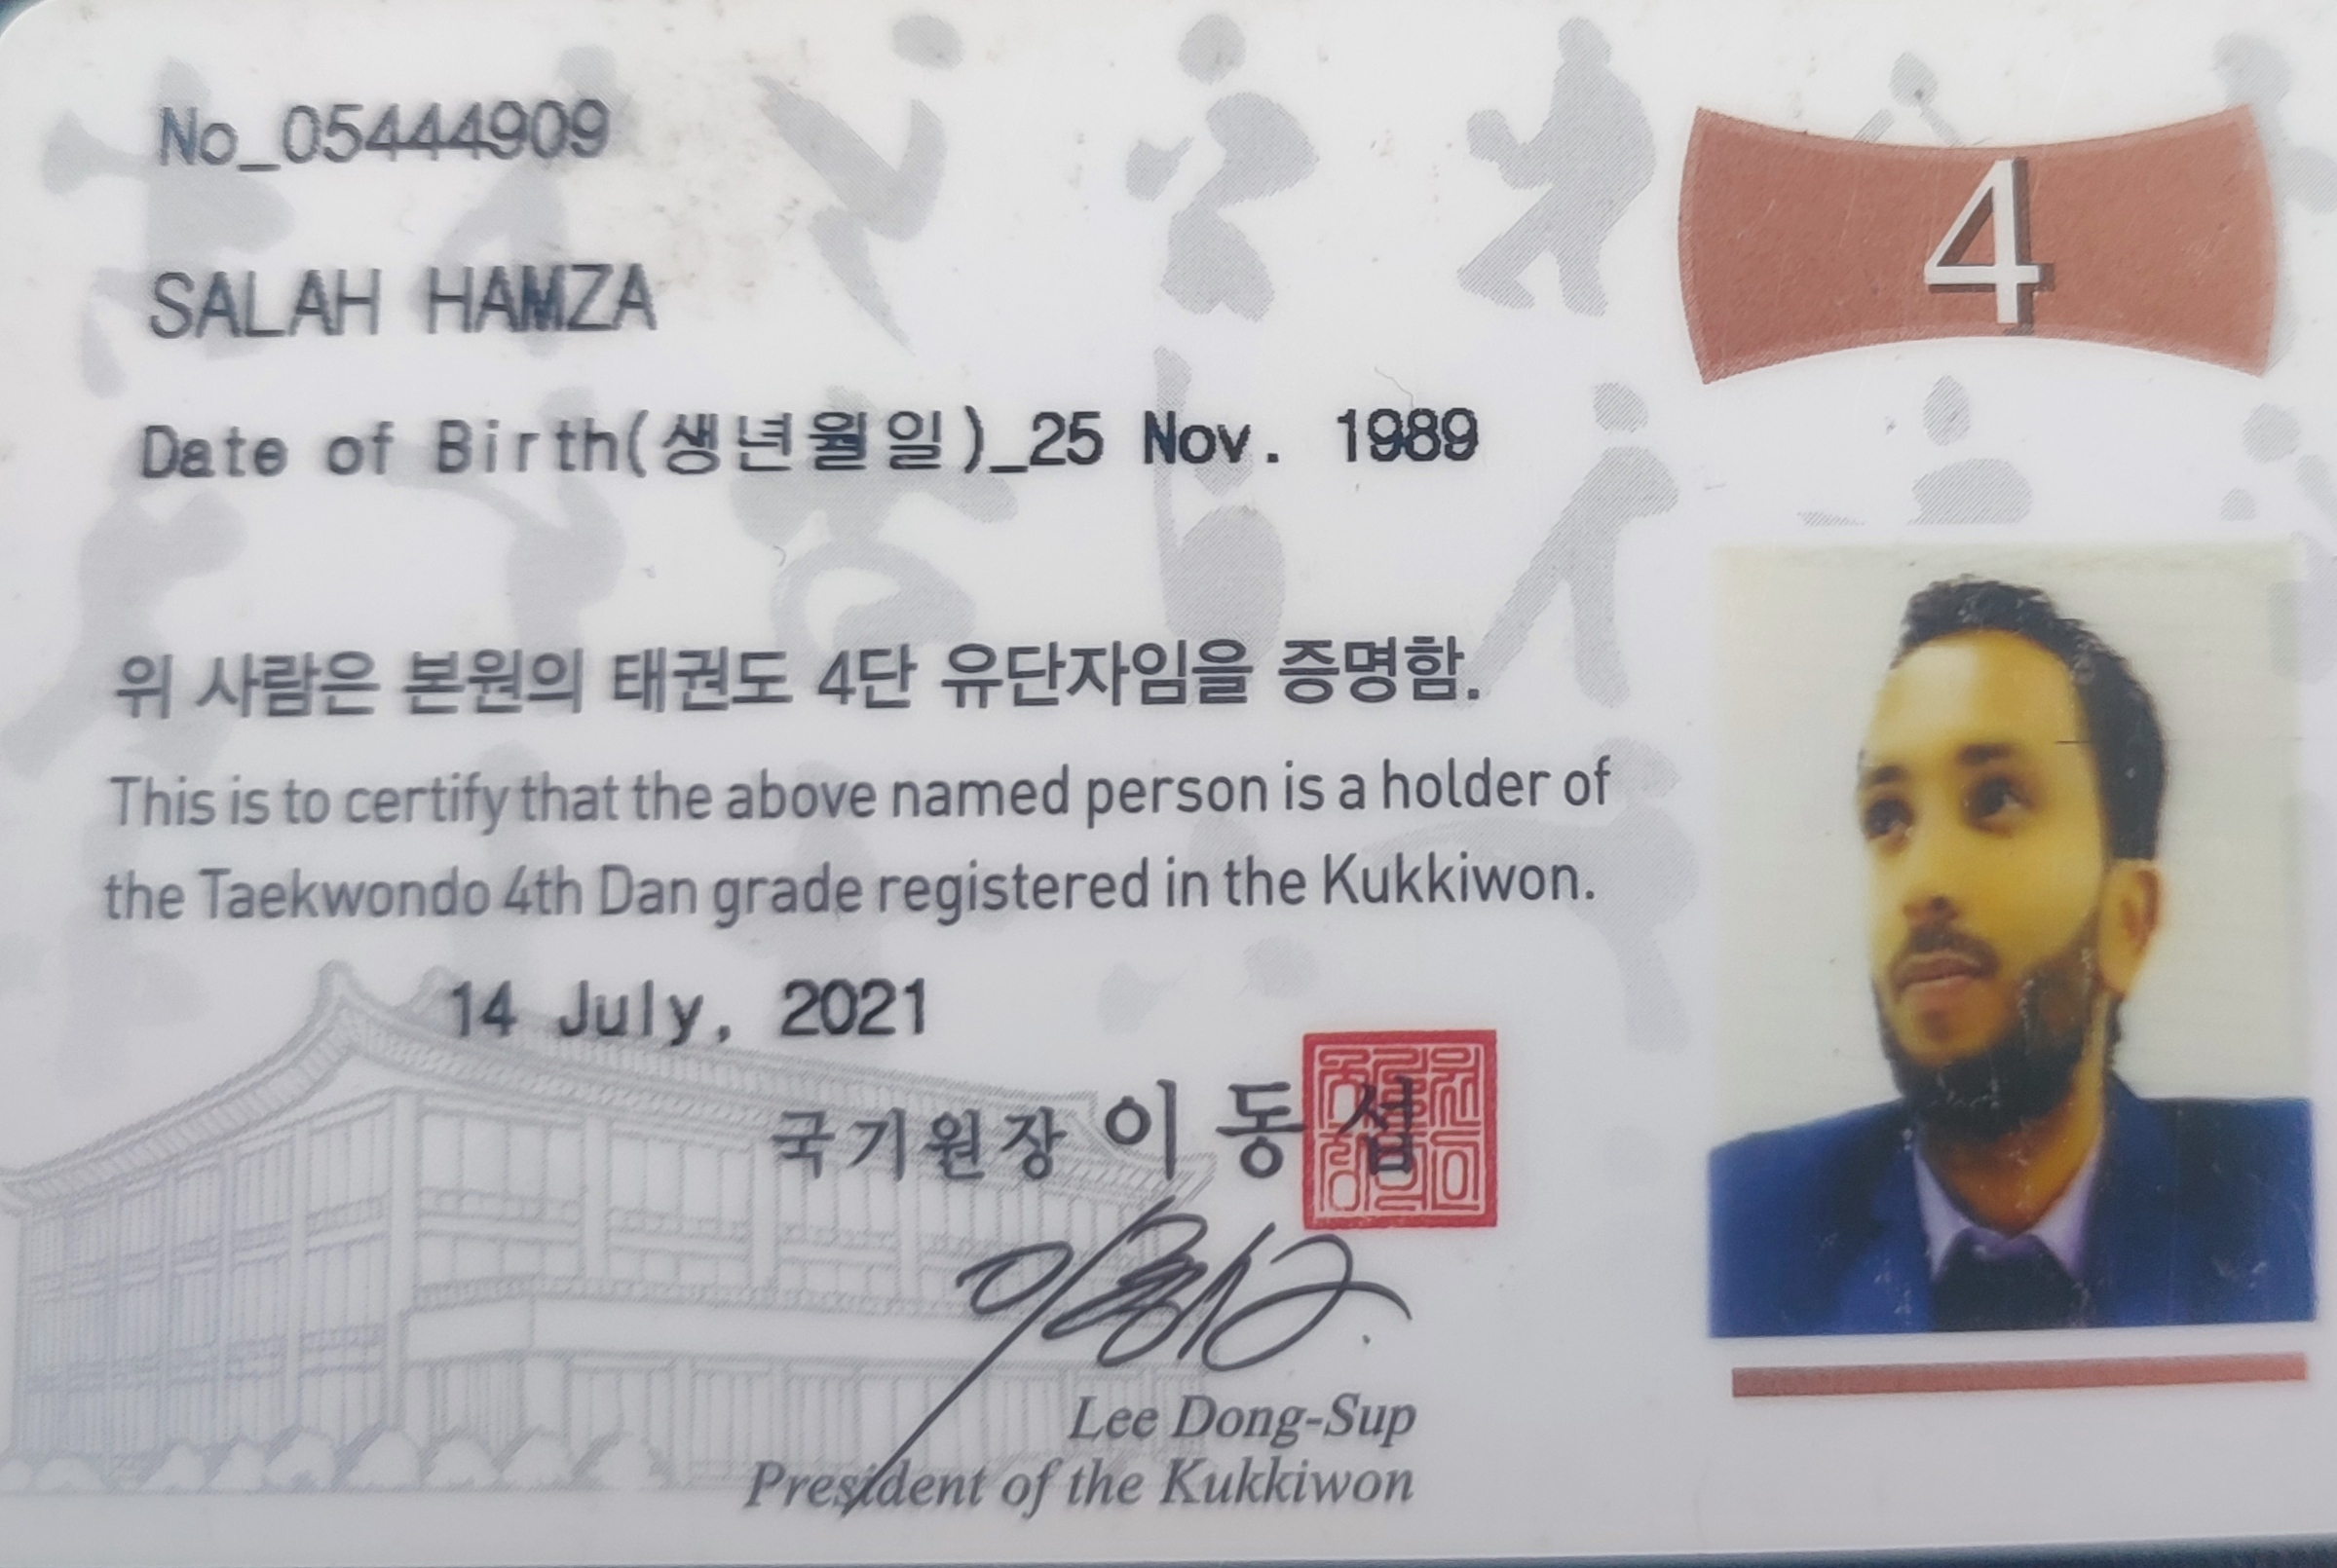 No_05444909
4
SALAH HAMZA
Date of Birth(생년월일)_25 Nov. 1989
위 사람은 본원의 태권도 4단 유단자임을 증명함.
This is to certify that the above named person is a holder of
the Taekwondo 4th Dan grade registered in the Kukkiwon.
14 July, 2021
국기원장 이동섭
Lee Dong-Sup
President of the Kukkiwon